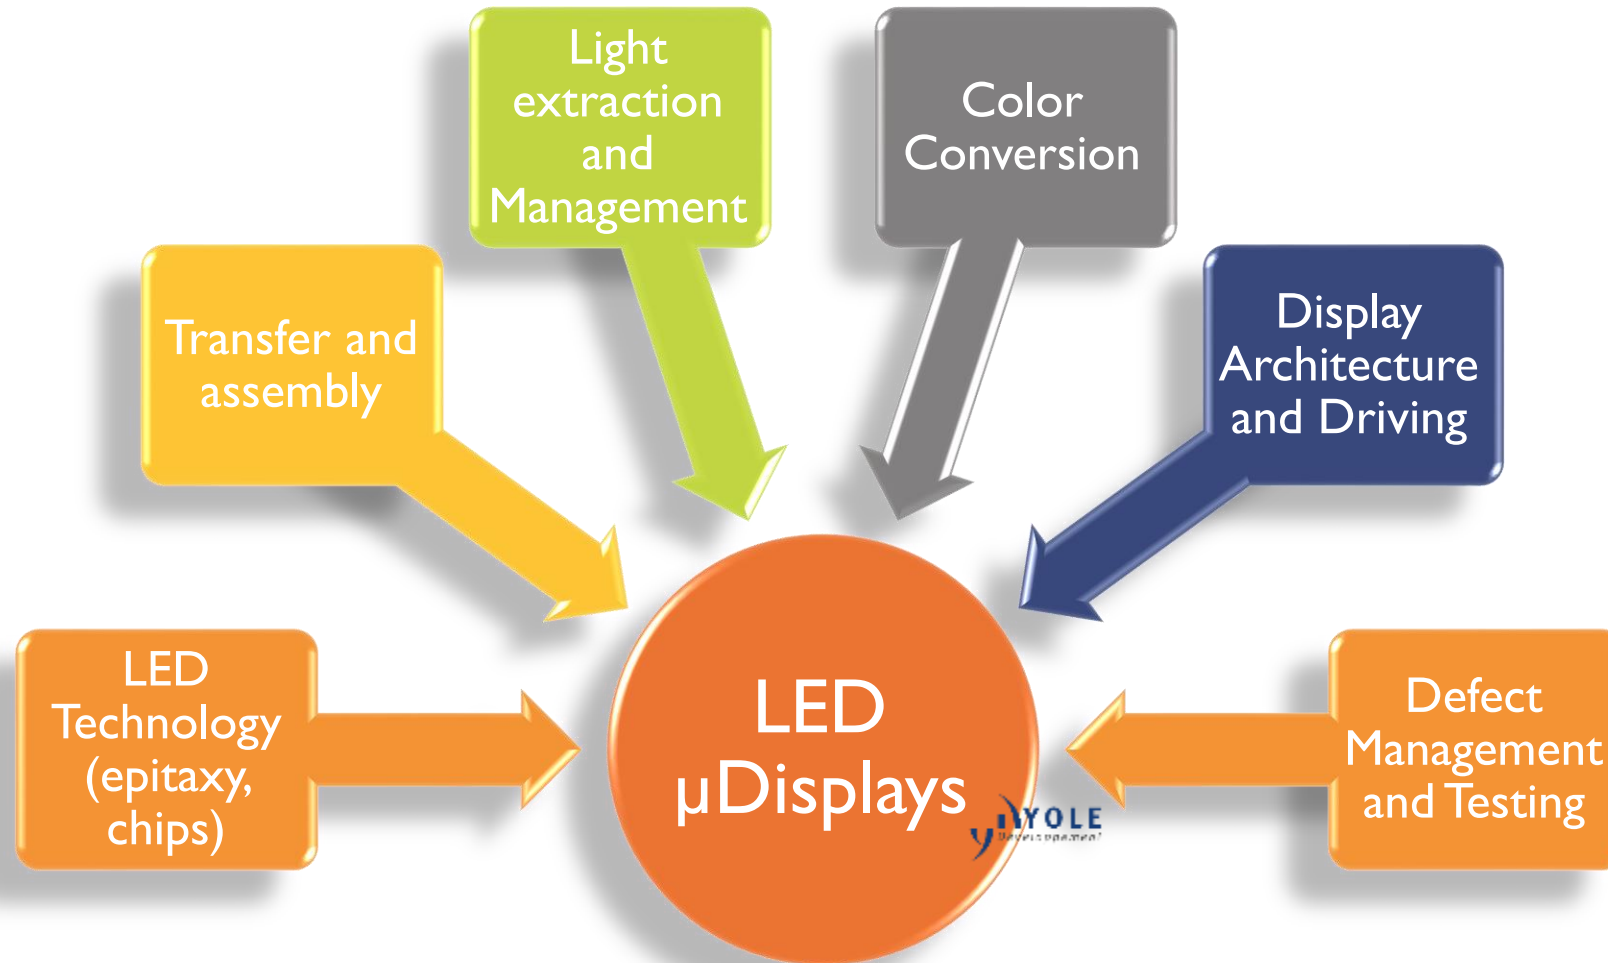 Light
extraction
and
Management
Color
Conversion
Transfer and
assembly
Display
Architecture
and Driving
LED
Technology
(epitaxy,
chips)
LED
µDisplays
Defect
Management
and Testing
YOLE
Développement